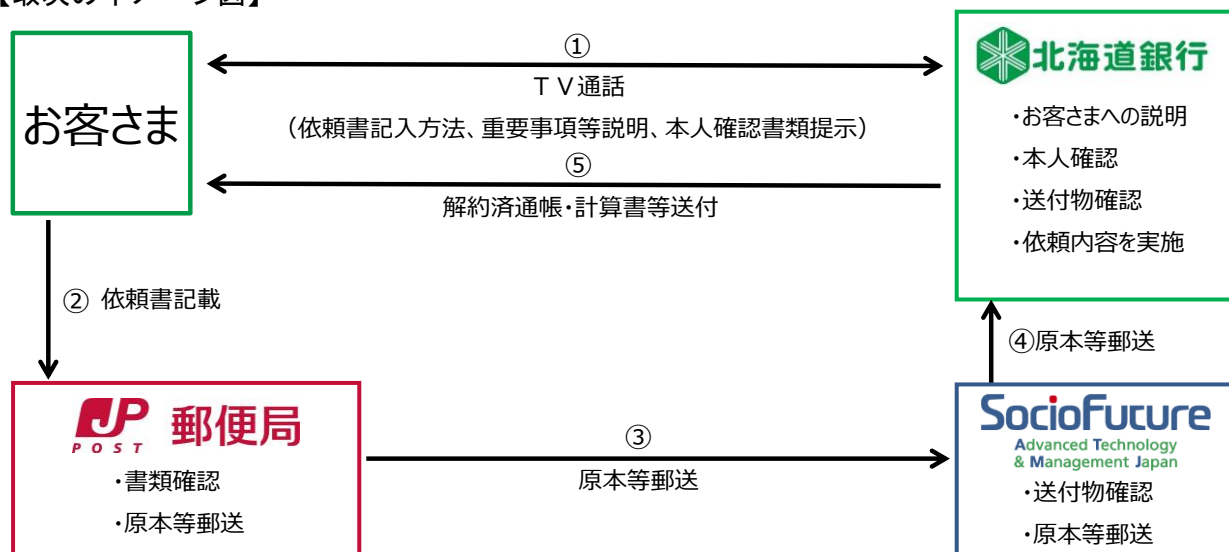 【取次のイメージ図】
お客さま
①
TV通話
（依頼書記入方法、重要事項等説明、本人確認書類提示）
⑤
解約済通帳・計算書等送付
北海道銀行
・お客さまへの説明
・本人確認
・送付物確認
・依頼内容を実施
② 依頼書記載
④原本等郵送
JP
POST
郵便局
・書類確認
・原本等郵送
③
原本等郵送
SocioFuture
Advanced Technology
& Management Japan
・送付物確認
・原本等郵送